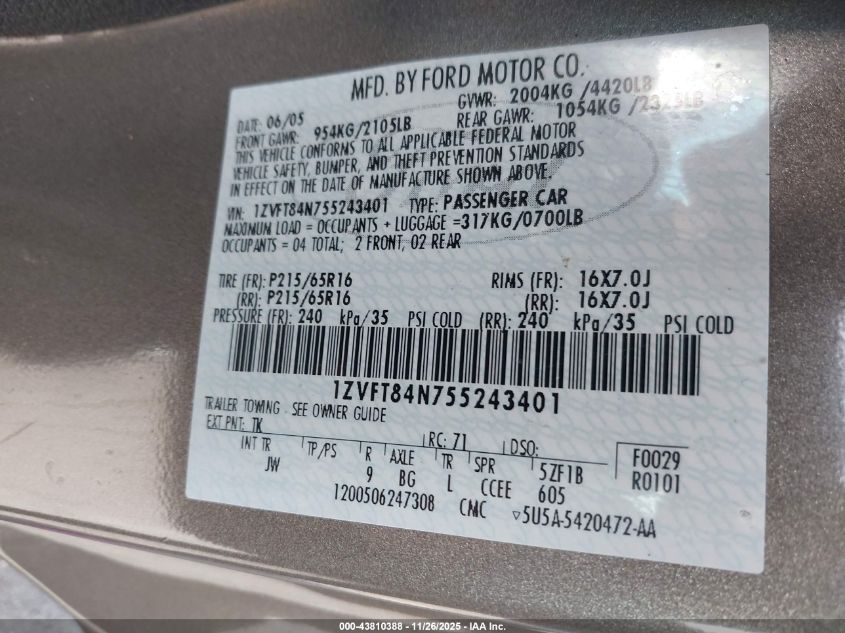 MFD. BY FORD MOTOR CO.
DATE: 06/05 GVWR: 2004KG /4420LB
FRONT GAWR: 954KG/2105LB REAR GAWR: 1054KG
THIS VEHICLE CONFORMS TO ALL APPLICABLE FEDERAL MOTOR
VEHICLE SAFETY, BUMPER, AND THEFT PREVENTION STANDARDS
IN EFFECT ON THE DATE OF MANUFACTURE SHOWN ABOVE.
VIN: 1ZVFT84N755243401 TYPE: PASSENGER CAR
MAXIMUM LOAD = OCCUPANTS + LUGGAGE =317KG/0700LB
OCCUPANTS = 04 TOTAL; 2 FRONT, 02 REAR
TIRE (FR): P215/65R16 RIMS (FR): 16X7.0J
(RR): P215/65R16 (RR): 16X7.0J
PRESSURE (FR): 240 kPa/35 PSI COLD (RR): 240 kPa/35 PSI COLD
1ZVFT84N755243401
TRAILER TOWING - SEE OWNER GUIDE
EXT PNT: TK RC: 71 DSO: F0029
INT TR TP/PS R AXLE TR SPR 5ZF1B R0101
JW 9 BG L CCEE 605
1200506247308 CMC ▽5U5A-5420472-AA
000-43810388 - 11/26/2025 - IAA Inc.